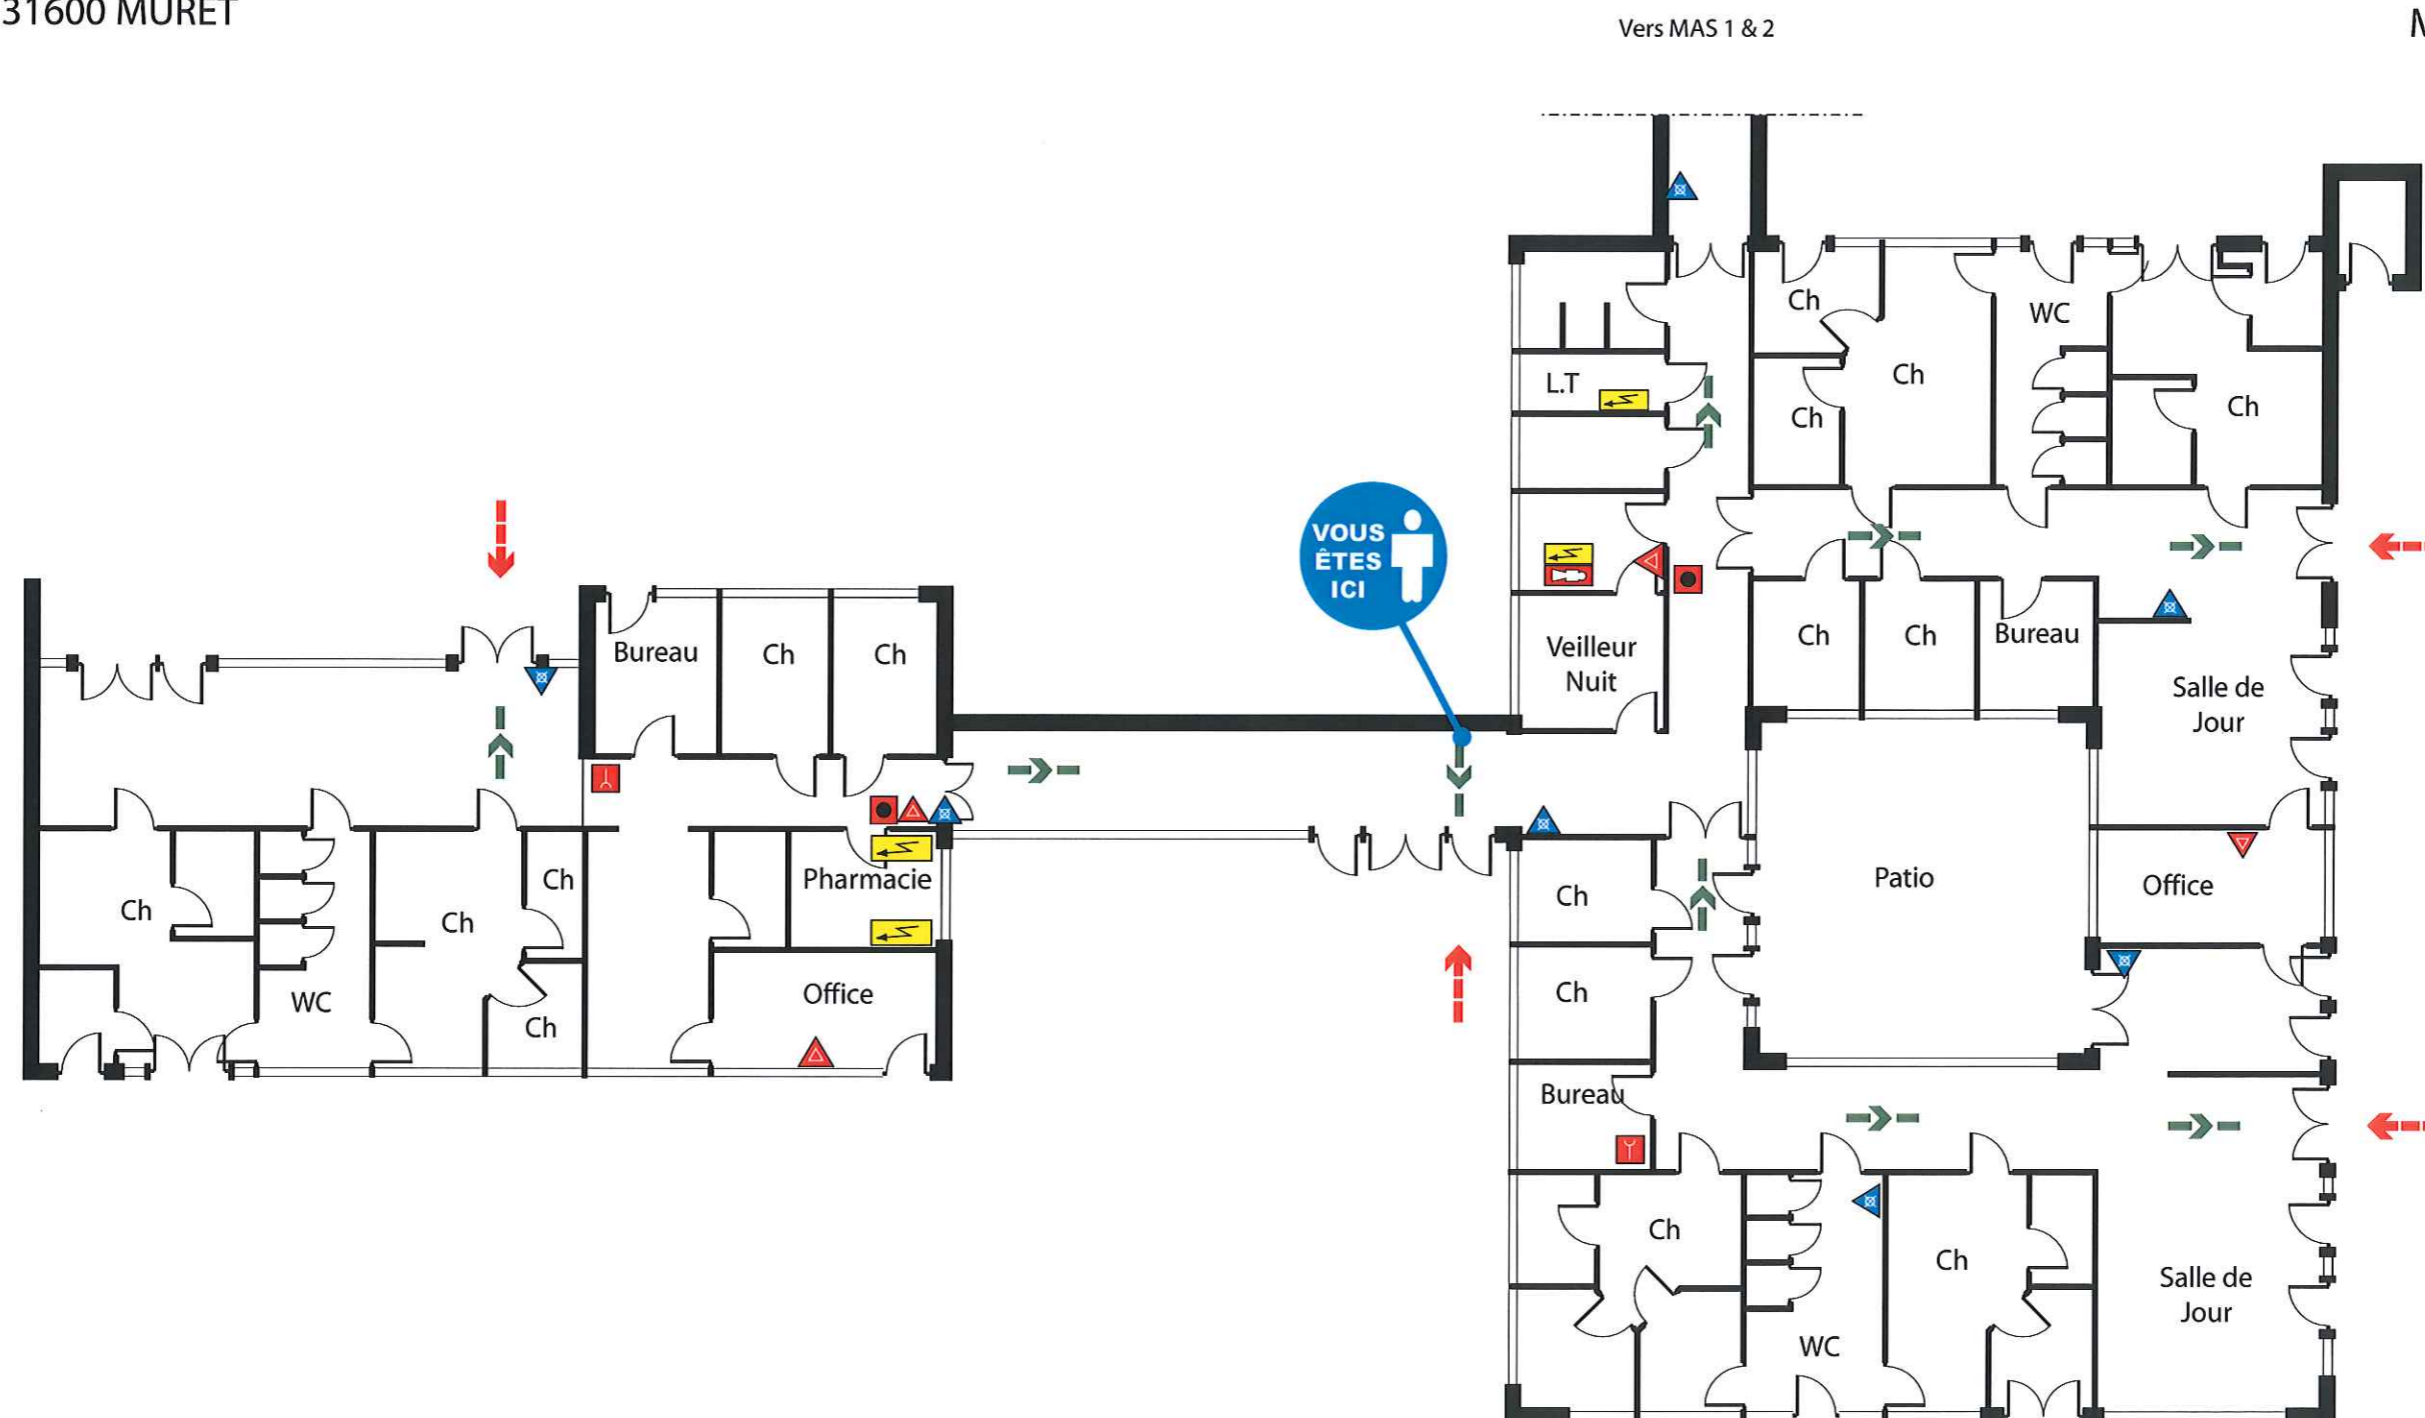 31600 MURET
Vers MAS 1 & 2
M
Ch
WC
Ch
L.T
Ch
Ch
VOUS
ÊTES
ICI
Bureau
Ch
Ch
Veilleur
Nuit
Ch
Ch
Bureau
Salle de
Jour
Ch
Pharmacie
Ch
Ch
Ch
Patio
Office
WC
Office
Ch
Ch
Bureau
Ch
Ch
Salle de
Jour
WC